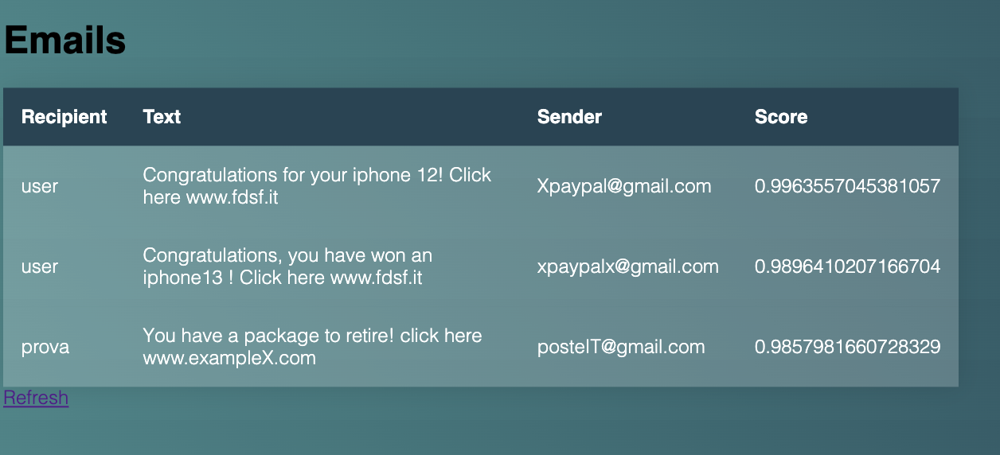 Emails
Recipient Text Sender Score
user Congratulations for your iphone 12! Click Xpaypal@gmail.com 0.9963557045381057
here www.fdsf.it
user Congratulations, you have won an xpaypalx@gmail.com 0.9896410207166704
iphone13 ! Click here www.fdsf.it
prova You have a package to retire! click here posteIT@gmail.com 0.9857981660728329
www.exampleX.com
Refresh